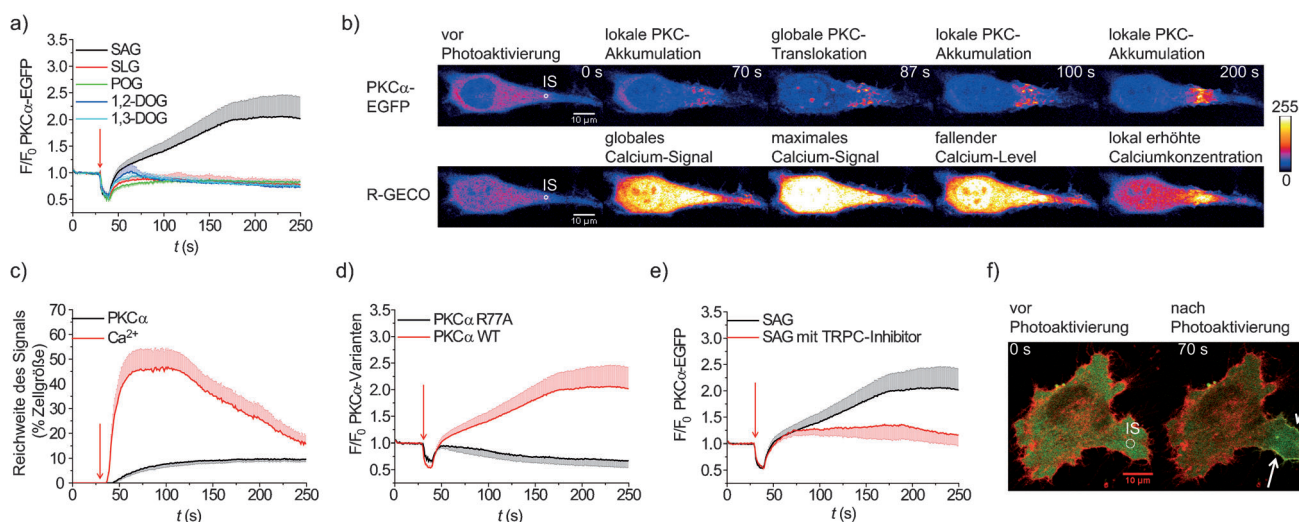 a)
F/F0 PKCα-EGFP
3.5
3.0
2.5
2.0
1.5
1.0
0.5
SAG
SLG
POG
1,2-DOG
1,3-DOG
0 50 100 150 200 250
t (s)
b)
vor
Photoaktivierung
lokale PKC-
Akkumulation
globale PKC-
Translokation
lokale PKC-
Akkumulation
lokale PKC-
Akkumulation
PKCα-
EGFP
IS
0 s
10 µm
70 s
87 s
100 s
200 s
255
0
globales
Calcium-Signal
maximales
Calcium-Signal
fallender
Calcium-Level
lokal erhöhte
Calciumkonzentration
R-GECO
IS
10 µm
c)
Reichweite des Signals
(% Zellgröße)
70
60
50
40
30
20
10
0
PKCα
Ca2+
0 50 100 150 200 250
t (s)
d)
F/F0 PKCα-Varianten
3.5
3.0
2.5
2.0
1.5
1.0
0.5
PKCα R77A
PKCα WT
0 50 100 150 200 250
t (s)
e)
F/F0 PKCα-EGFP
3.5
3.0
2.5
2.0
1.5
1.0
0.5
SAG
SAG mit TRPC-Inhibitor
0 50 100 150 200 250
t (s)
f)
vor
Photoaktivierung
nach
Photoaktivierung
0 s
IS
10 µm
70 s